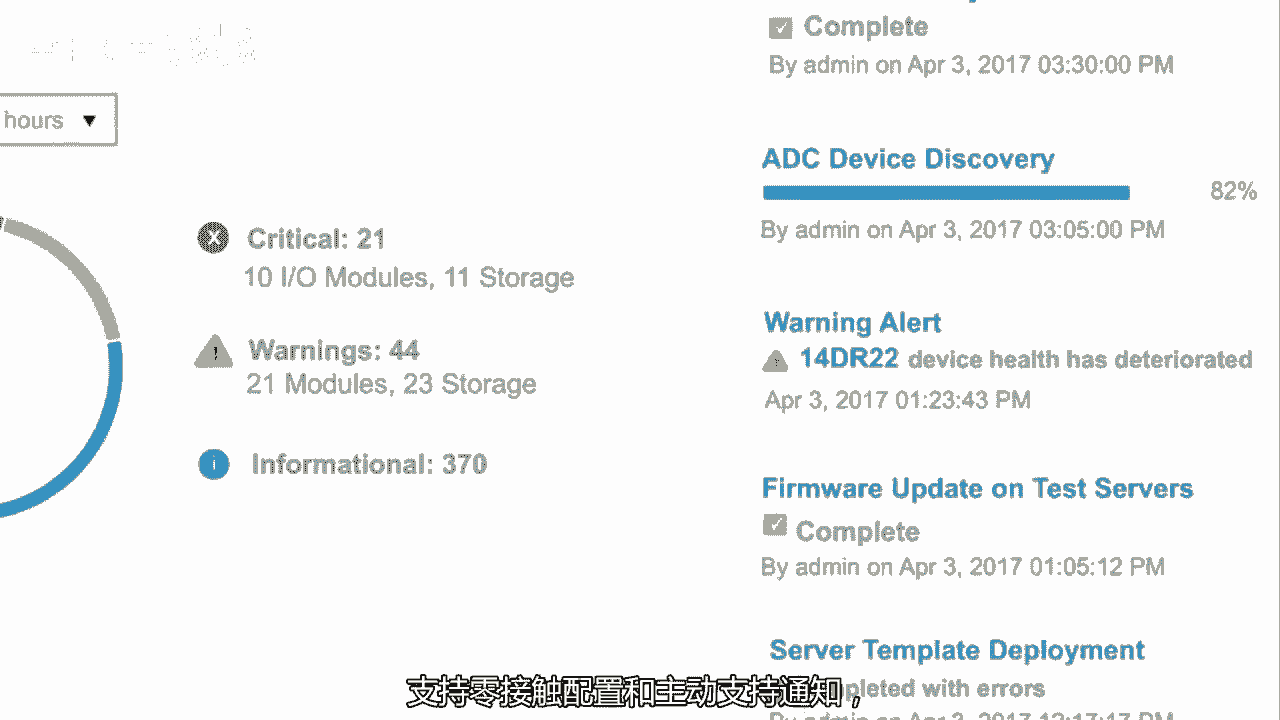 hours ▼
Critical: 21
10 I/O Modules, 11 Storage
Warnings: 44
21 Modules, 23 Storage
Informational: 370
Complete
By admin on Apr 3, 2017 03:30:00 PM
ADC Device Discovery
82%
By admin on Apr 3, 2017 03:05:00 PM
Warning Alert
14DR22 device health has deteriorated
Apr 3, 2017 01:23:43 PM
Firmware Update on Test Servers
Complete
By admin on Apr 3, 2017 01:05:12 PM
Server Template Deployment
with errors
支持零接触配置和主动支持通知，